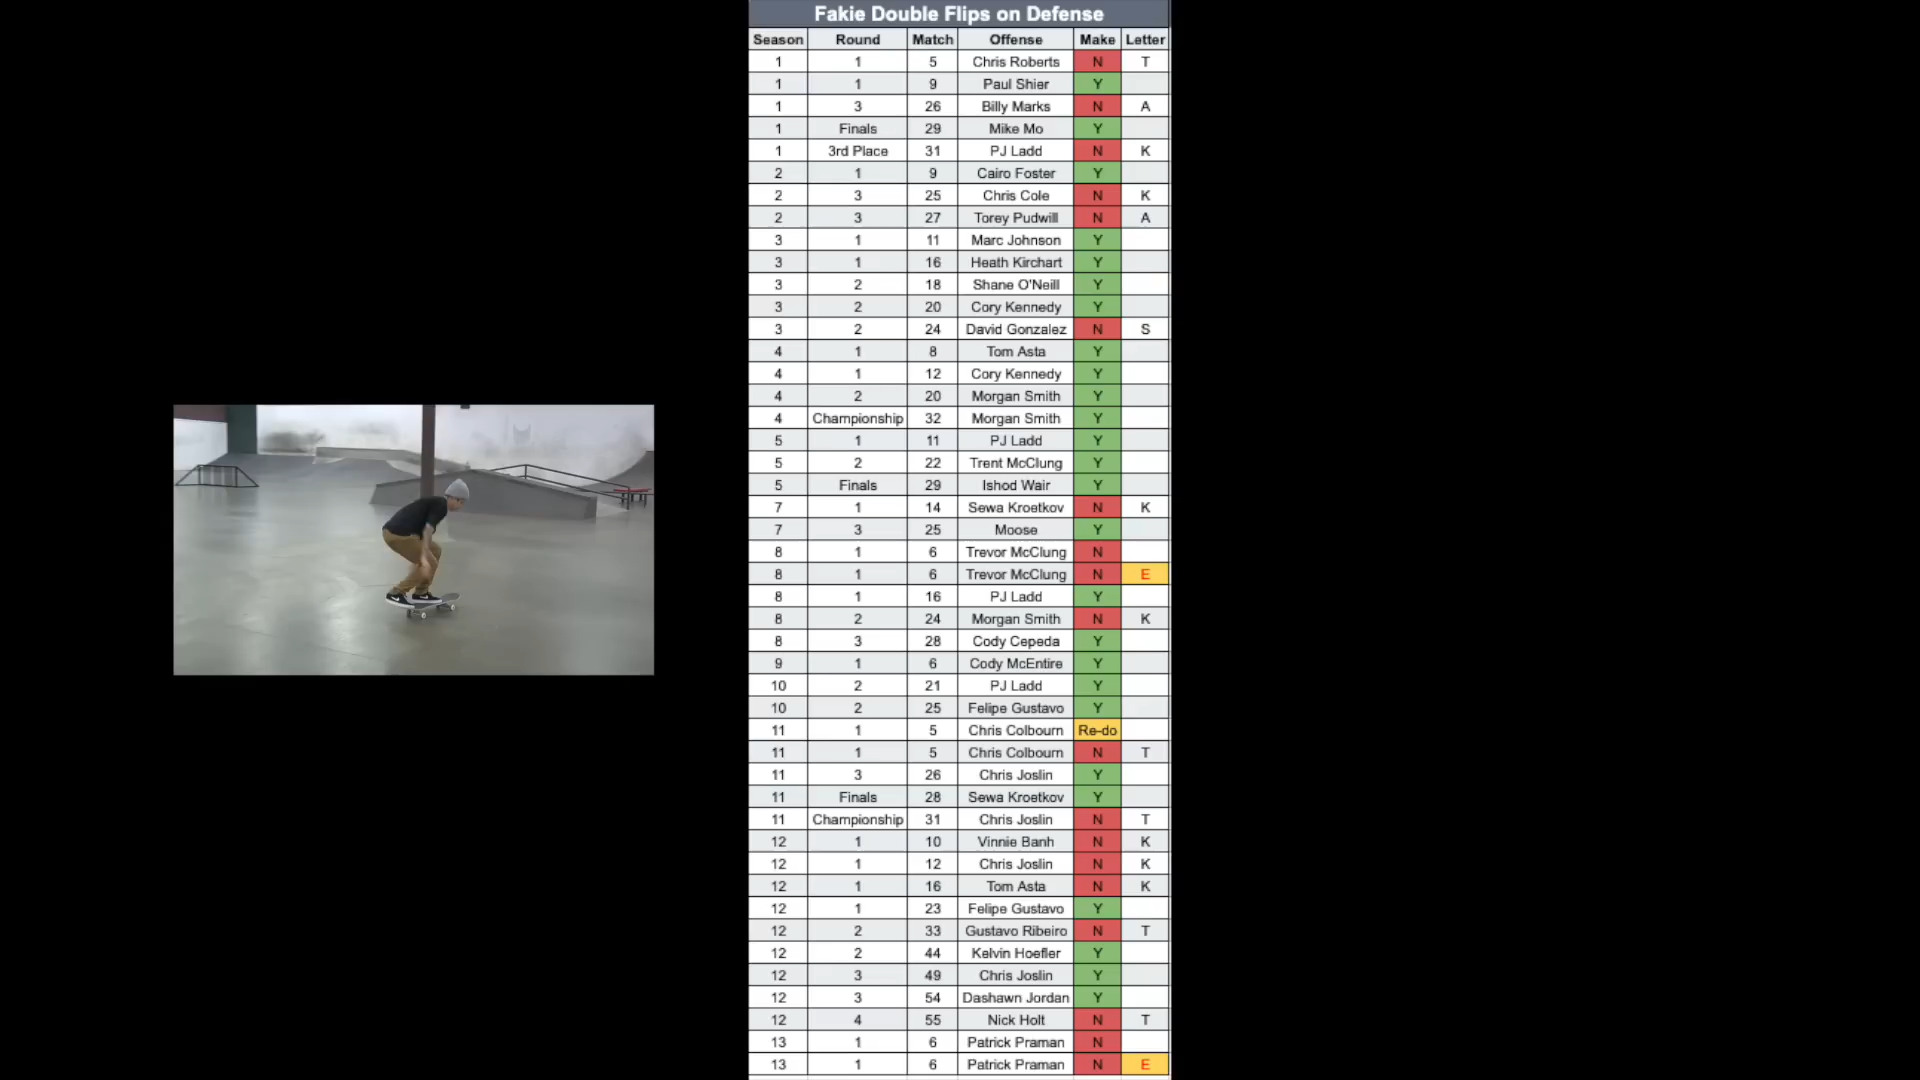 Fakie Double Flips on Defense
Season Round Match Offense Make Letter
1 1 5 Chris Roberts N T
1 1 9 Paul Shier Y
1 3 26 Billy Marks N A
1 Finals 29 Mike Mo Y
1 3rd Place 31 PJ Ladd N K
2 1 9 Cairo Foster Y
2 3 25 Chris Cole N K
2 3 27 Torey Pudwill N A
3 1 11 Marc Johnson Y
3 1 16 Heath Kirchart Y
3 2 18 Shane O'Neill Y
3 2 20 Cory Kennedy Y
3 2 24 David Gonzalez N S
4 1 8 Tom Asta Y
4 1 12 Cory Kennedy Y
4 2 20 Morgan Smith Y
4 Championship 32 Morgan Smith Y
5 1 11 PJ Ladd Y
5 2 22 Trent McClung Y
5 Finals 29 Ishod Wair Y
7 1 14 Sewa Kroetkov N K
7 3 25 Moose Y
8 1 6 Trevor McClung N
8 1 6 Trevor McClung N E
8 1 16 PJ Ladd Y
8 2 24 Morgan Smith N K
8 3 28 Cody Cepeda Y
9 1 6 Cody McEntire Y
10 2 21 PJ Ladd Y
10 2 25 Felipe Gustavo Y
11 1 5 Chris Colbourn Re-do
11 1 5 Chris Colbourn N T
11 3 26 Chris Joslin Y
11 Finals 28 Sewa Kroetkov Y
11 Championship 31 Chris Joslin N T
12 1 10 Vinnie Banh N K
12 1 12 Chris Joslin N K
12 1 16 Tom Asta N K
12 1 23 Felipe Gustavo Y
12 2 33 Gustavo Ribeiro N T
12 2 44 Kelvin Hoefler Y
12 3 49 Chris Joslin Y
12 3 54 Dashawn Jordan Y
12 4 55 Nick Holt N T
13 1 6 Patrick Praman N
13 1 6 Patrick Praman N E